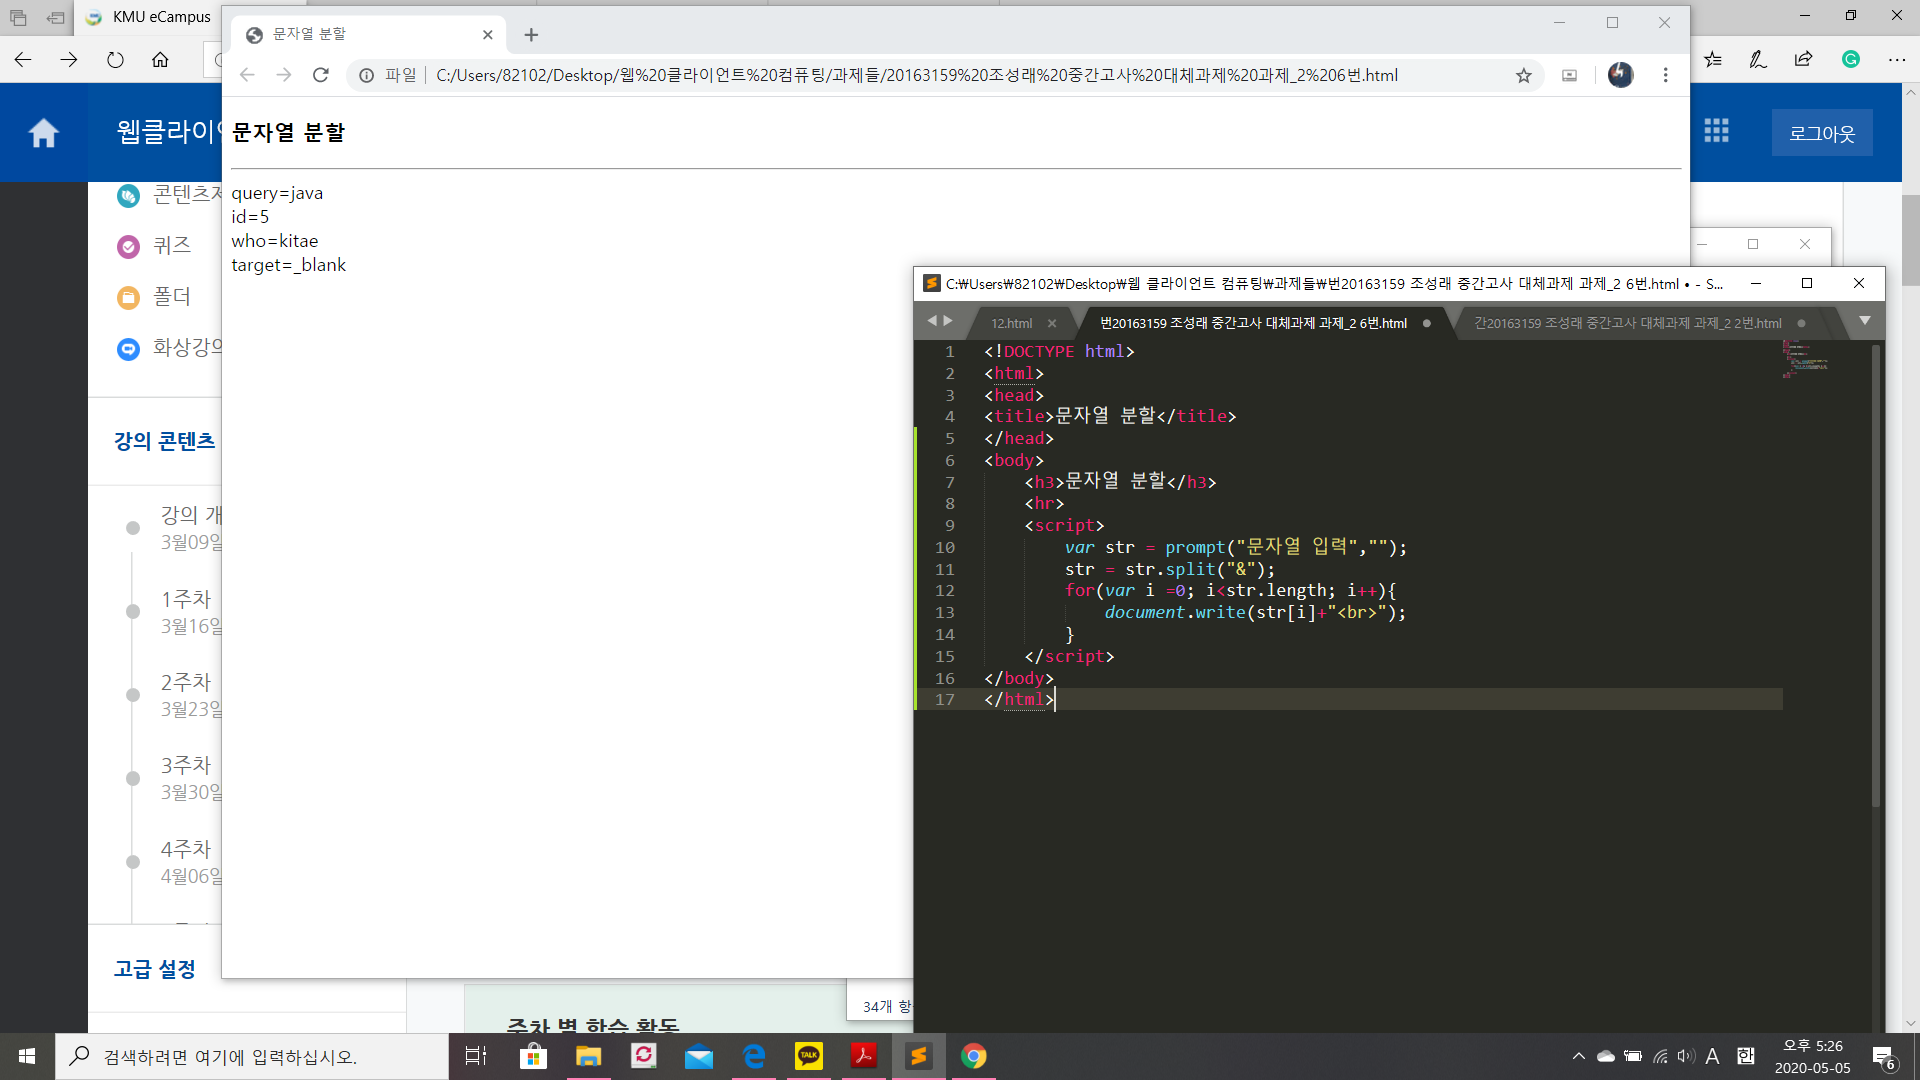 KMU eCampus
문자열 분할
파일
C:/Users/82102/Desktop/웹%20클라이언트%20컴퓨팅/과제들/20163159%20조성래%20중간고사%20대체과제%20과제_2%206번.html
웹클라이
로그아웃
문자열 분할
query=java
id=5
who=kitae
target=_blank
콘텐츠
퀴즈
폴더
화상강의
강의 콘텐츠
강의 개
3월09일
1주차
3월16일
2주차
3월23일
3주차
3월30일
4주차
4월06일
고급 설정
주차 별 학습 활동
34개 항
C:₩Users₩82102₩Desktop₩웹 클라이언트 컴퓨팅₩과제들₩번20163159 조성래 중간고사 대체과제 과제_2 6번.html • - S...
12.html
번20163159 조성래 중간고사 대체과제 과제_2 6번.html
간20163159 조성래 중간고사 대체과제 과제_2 2번.html
1 <!DOCTYPE html>
2 <html>
3 <head>
4 <title>문자열 분할</title>
5 </head>
6 <body>
7 <h3>문자열 분할</h3>
8 <hr>
9 <script>
10 var str = prompt("문자열 입력","");
11 str = str.split("&");
12 for(var i =0; i<str.length; i++){
13 document.write(str[i]+"<br>");
14 }
15 </script>
16 </body>
17 </html>
검색하려면 여기에 입력하십시오.
TALK
A
한
오후 5:26
2020-05-05
6